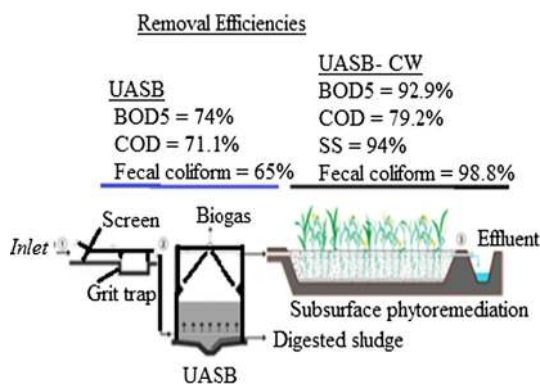 Removal Efficiencies
UASB
BOD5 = 74%
COD = 71.1%
Fecal coliform = 65%
UASB- CW
BOD5 = 92.9%
COD = 79.2%
SS = 94%
Fecal coliform = 98.8%
Screen
Biogas
Inlet
Effluent
Grit trap
Subsurface phytoremediation
Digested sludge
UASB